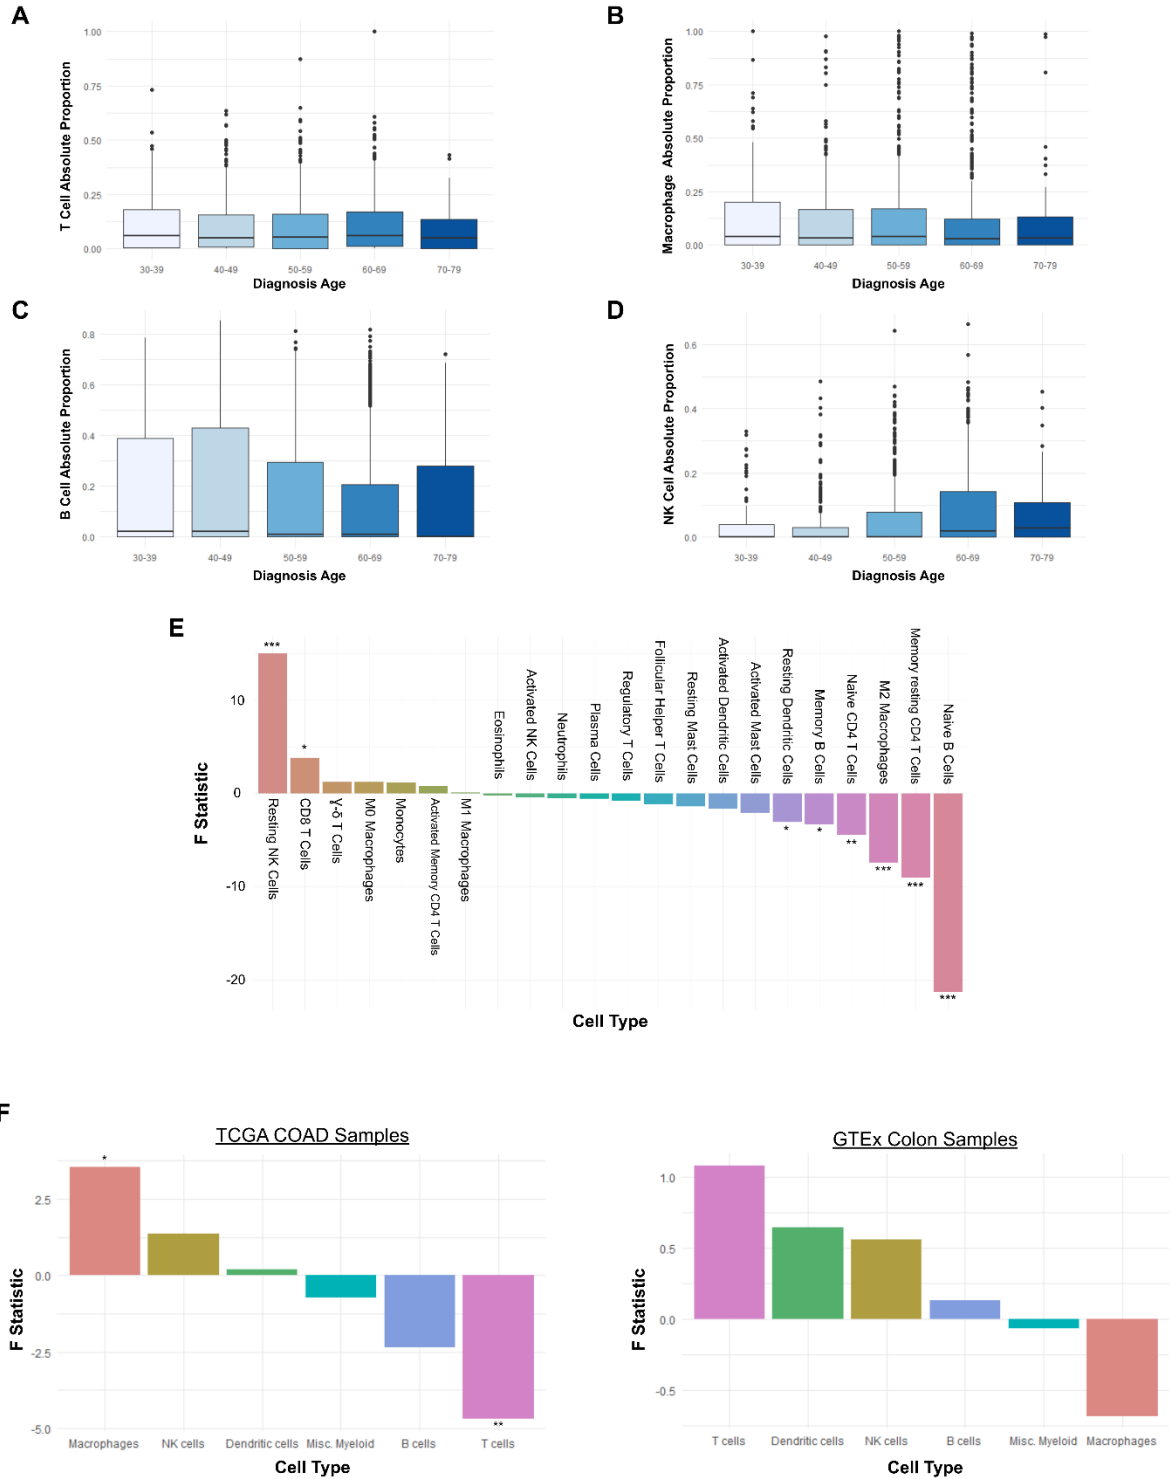 A
T Cell Absolute Proportion
1.00
0.75
0.50
0.25
0.00
30-39 40-49 50-59 60-69 70-79
Diagnosis Age
B
Macrophage Absolute Proportion
1.00
0.75
0.50
0.25
0.00
30-39 40-49 50-59 60-69 70-79
Diagnosis Age
C
B Cell Absolute Proportion
0.8
0.6
0.4
0.2
0.0
30-39 40-49 50-59 60-69 70-79
Diagnosis Age
D
NK Cell Absolute Proportion
0.6
0.4
0.2
0.0
30-39 40-49 50-59 60-69 70-79
Diagnosis Age
E
F Statistic
10
0
-10
-20
***
Resting NK Cells
*
CD8 T Cells
γ-δ T Cells
M0 Macrophages
Monocytes
Activated Memory CD4 T Cells
M1 Macrophages
Eosinophils
Activated NK Cells
Neutrophils
Plasma Cells
Regulatory T Cells
Follicular Helper T Cells
Resting Mast Cells
Activated Dendritic Cells
Activated Mast Cells
Resting Dendritic Cells
*
Memory B Cells
*
Naive CD4 T Cells
**
M2 Macrophages
***
Memory resting CD4 T Cells
***
Naive B Cells
***
Cell Type
F
TCGA COAD Samples
F Statistic
2.5
0.0
-2.5
-5.0
*
**
Macrophages NK cells Dendritic cells Misc. Myeloid B cells T cells
Cell Type
GTEx Colon Samples
F Statistic
1.0
0.5
0.0
-0.5
T cells Dendritic cells NK cells B cells Misc. Myeloid Macrophages
Cell Type